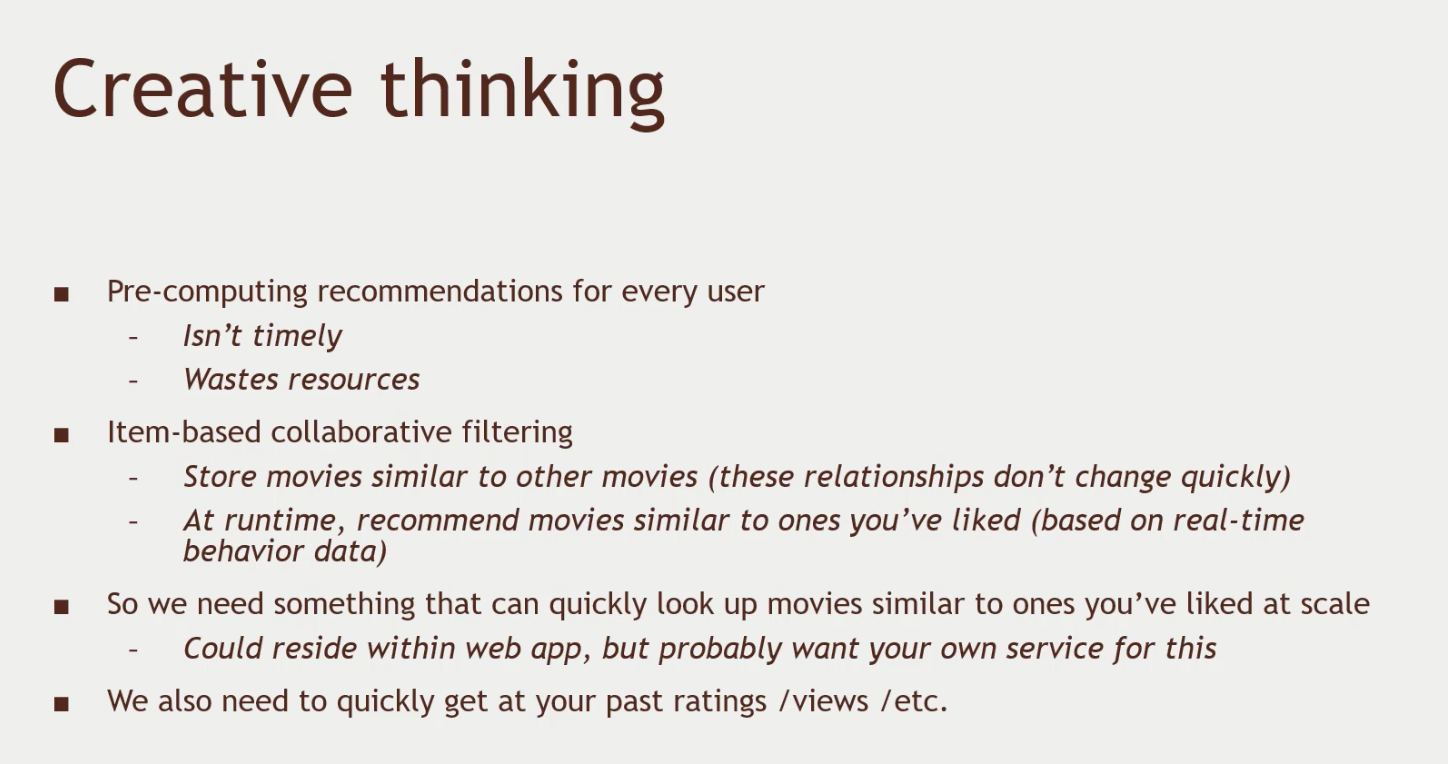 Creative thinking
■ Pre-computing recommendations for every user
– Isn’t timely
– Wastes resources
■ Item-based collaborative filtering
– Store movies similar to other movies (these relationships don’t change quickly)
– At runtime, recommend movies similar to ones you’ve liked (based on real-time
behavior data)
■ So we need something that can quickly look up movies similar to ones you’ve liked at scale
– Could reside within web app, but probably want your own service for this
■ We also need to quickly get at your past ratings /views /etc.